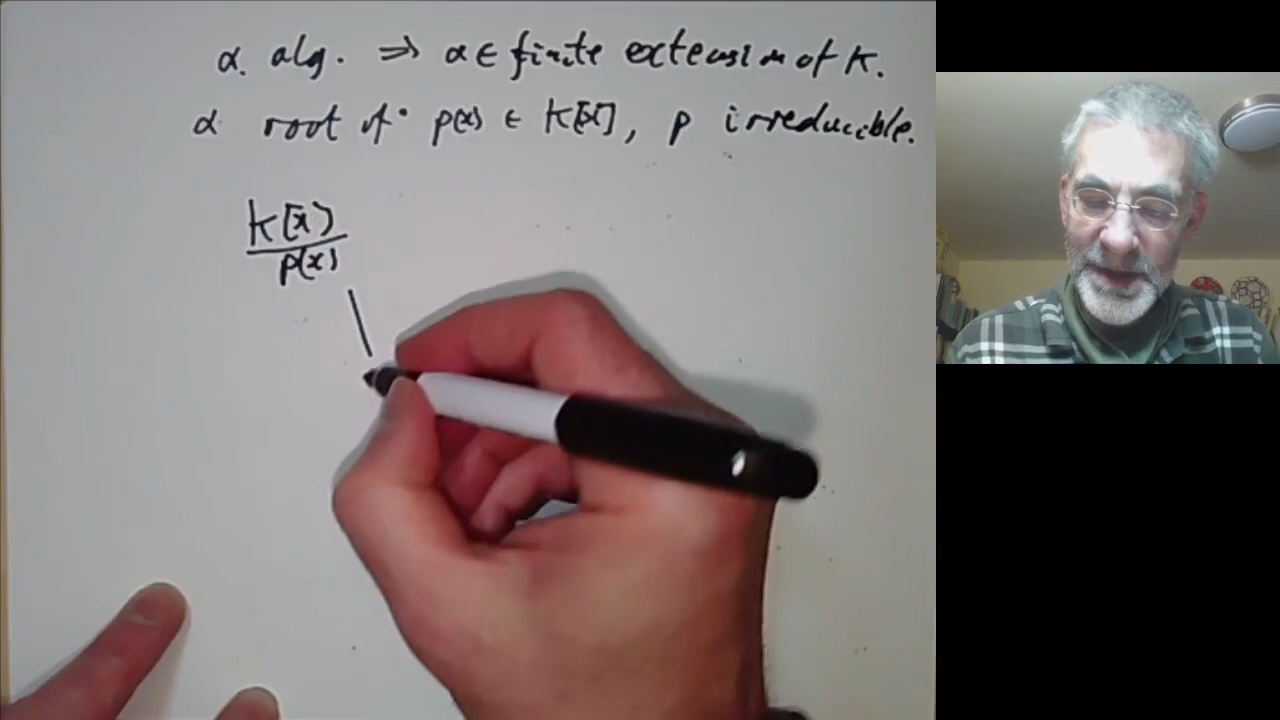 α. alg. ⇒ α ∈ finite extension of K.
α root of p(x) ∈ K[x], p irreducible.
K[x]
p(x)